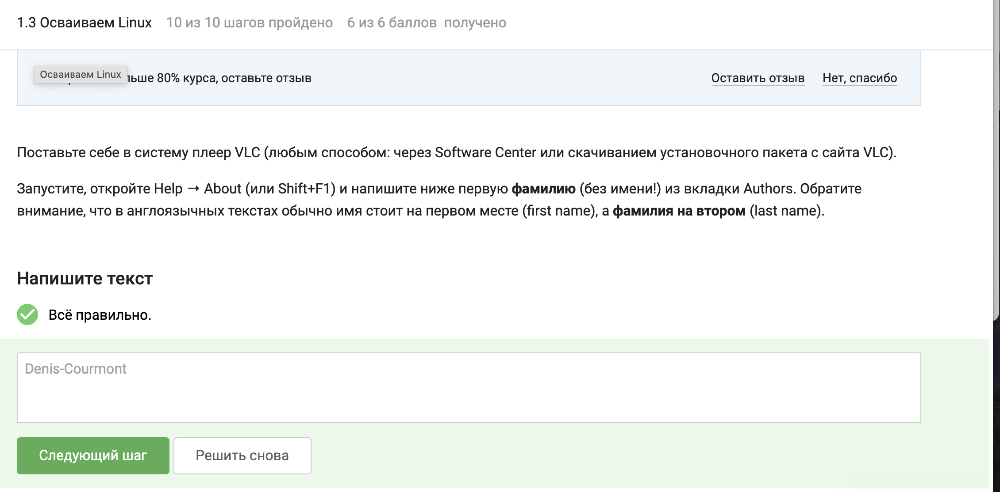 1.3 Осваиваем Linux 10 из 10 шагов пройдено 6 из 6 баллов получено
Осваиваем Linux
80% курса, оставьте отзыв Оставить отзыв Нет, спасибо
Поставьте себе в систему плеер VLC (любым способом: через Software Center или скачиванием установочного пакета с сайта VLC).
Запустите, откройте Help → About (или Shift+F1) и напишите ниже первую фамилию (без имени!) из вкладки Authors. Обратите
внимание, что в англоязычных текстах обычно имя стоит на первом месте (first name), а фамилия на втором (last name).
Напишите текст
Всё правильно.
Denis-Courmont
Следующий шаг Решить снова